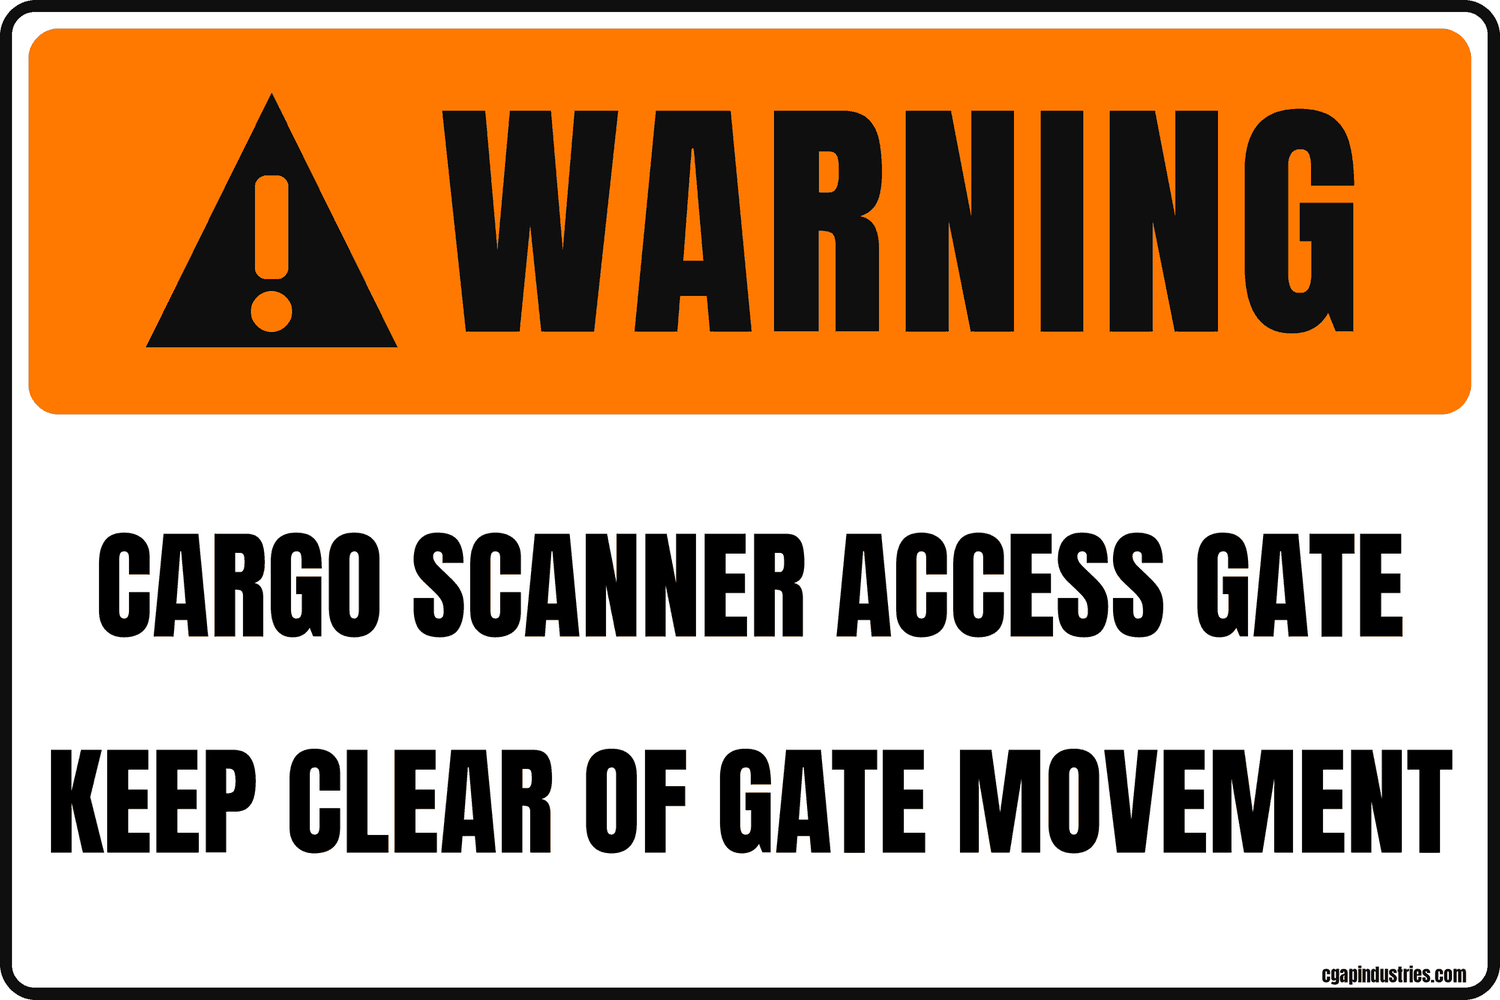 WARNING
CARGO SCANNER ACCESS GATE
KEEP CLEAR OF GATE MOVEMENT
cgapindustries.com